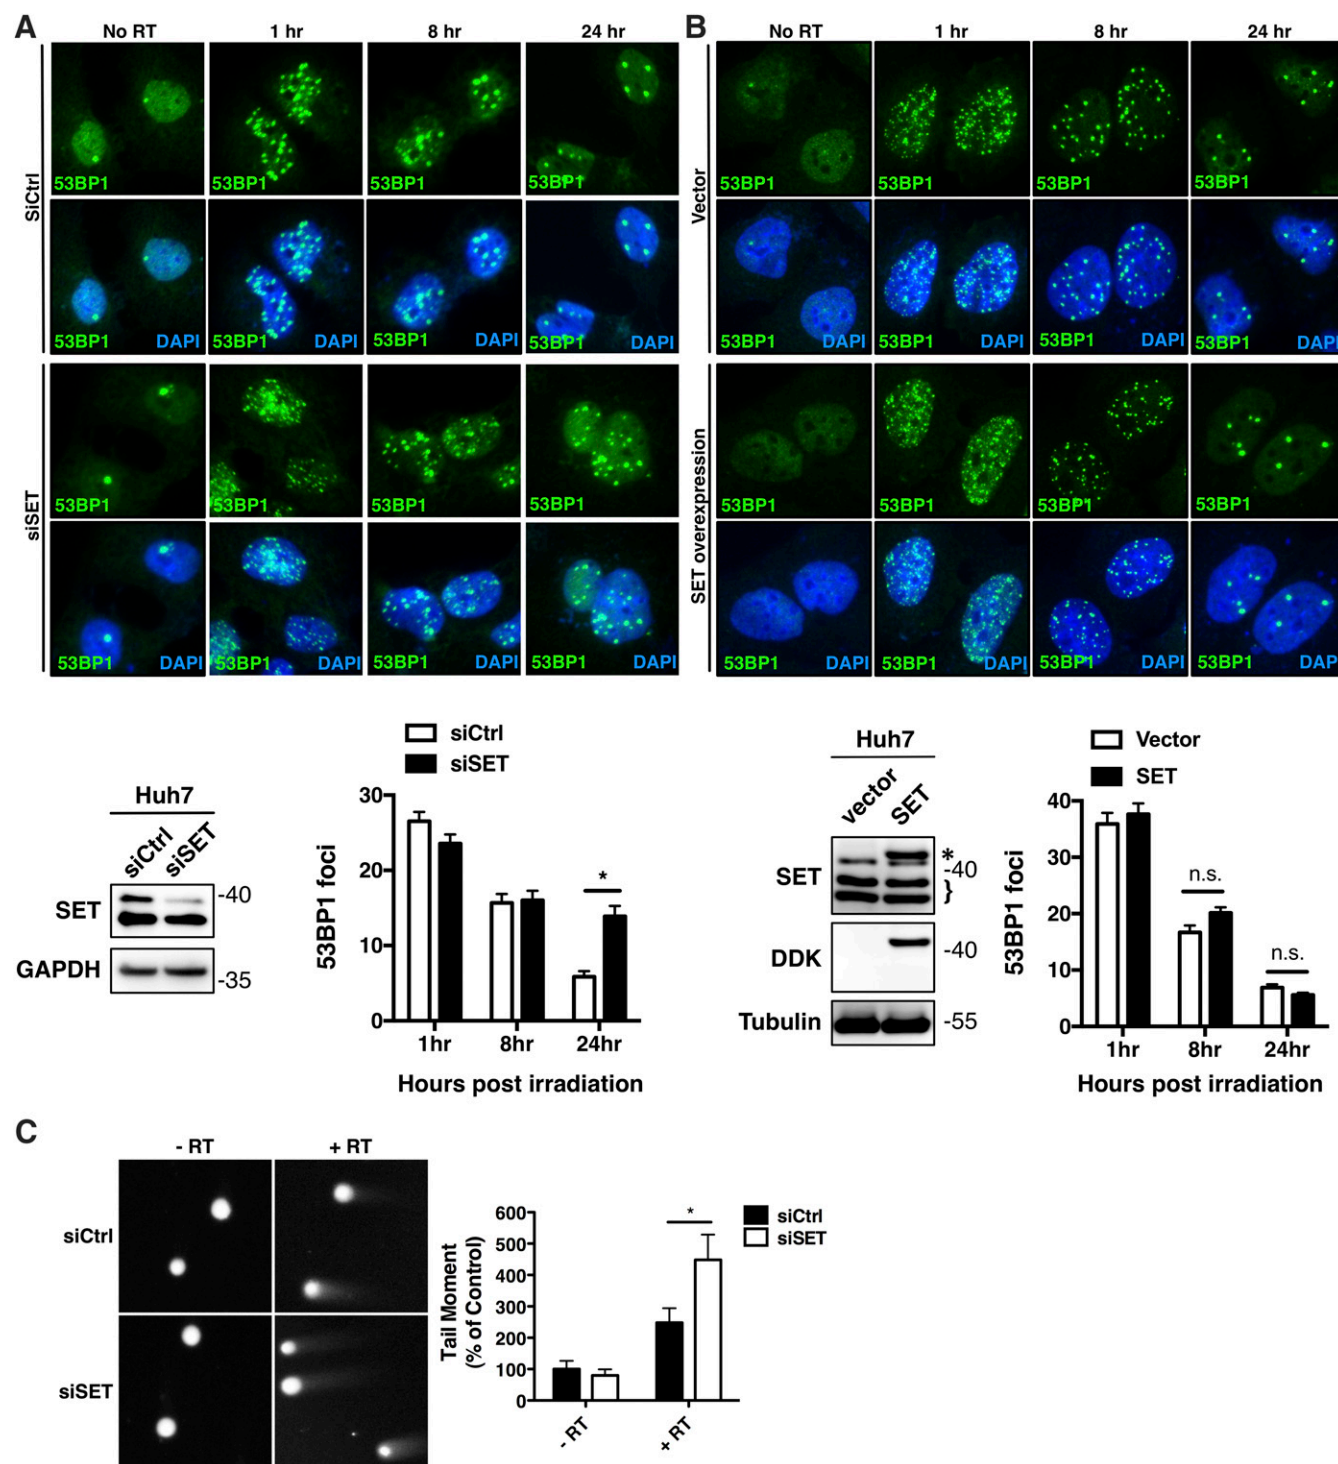 A
No RT
1 hr
8 hr
24 hr
SiCtrl
53BP1
53BP1
53BP1
53BP1
53BP1 DAPI
53BP1 DAPI
53BP1 DAPI
53BP1 DAPI
siSET
53BP1
53BP1
53BP1
53BP1
53BP1 DAPI
53BP1 DAPI
53BP1 DAPI
53BP1 DAPI
B
No RT
1 hr
8 hr
24 hr
Vector
53BP1
53BP1
53BP1
53BP1
53BP1 DAPI
53BP1 DAPI
53BP1 DAPI
53BP1 DAPI
SET overexpression
53BP1
53BP1
53BP1
53BP1
53BP1 DAPI
53BP1 DAPI
53BP1 DAPI
53BP1 DAPI
Huh7
siCtrl
siSET
SET
-40
GAPDH
-35
siCtrl
siSET
53BP1 foci
30
20
10
0
*
1hr
8hr
24hr
Hours post irradiation
Huh7
vector
SET
SET
*
-40
}
DDK
-40
Tubulin
-55
Vector
SET
53BP1 foci
40
30
20
10
0
n.s.
n.s.
1hr
8hr
24hr
Hours post irradiation
C
- RT
+ RT
siCtrl
siSET
Tail Moment
(% of Control)
600
500
400
300
200
100
0
*
siCtrl
siSET
- RT
+ RT